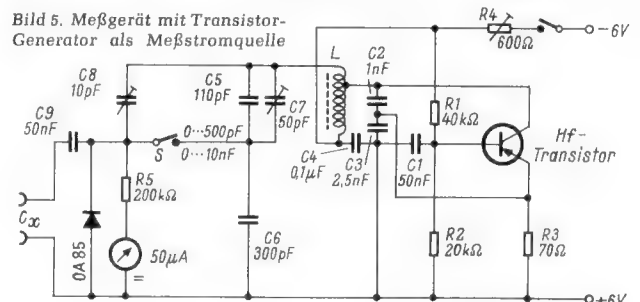 Bild 5. Meßgerät mit Transistor-
Generator als Meßstromquelle
R4
600Ω
-6V
C8
10pF
C5
110pF
C7
50pF
L
C2
1nF
C9
50nF
R1
40kΩ
S
0...500pF
0...10nF
C4
0,1µF
C3
2,5nF
C1
50nF
Hf-
Transistor
Cx
R5
200kΩ
0A85
50µA
=
C6
300pF
R2
20kΩ
R3
70Ω
+6V